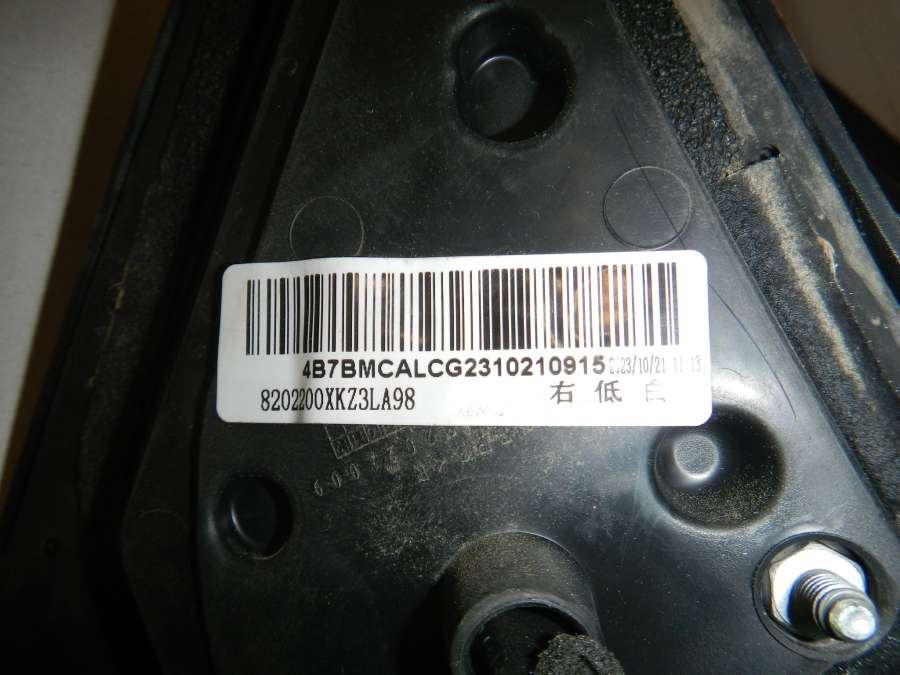 4B7BMCALCG2310210915 2023/10/21 11:13
8202200XKZ3LA98 右 低 白